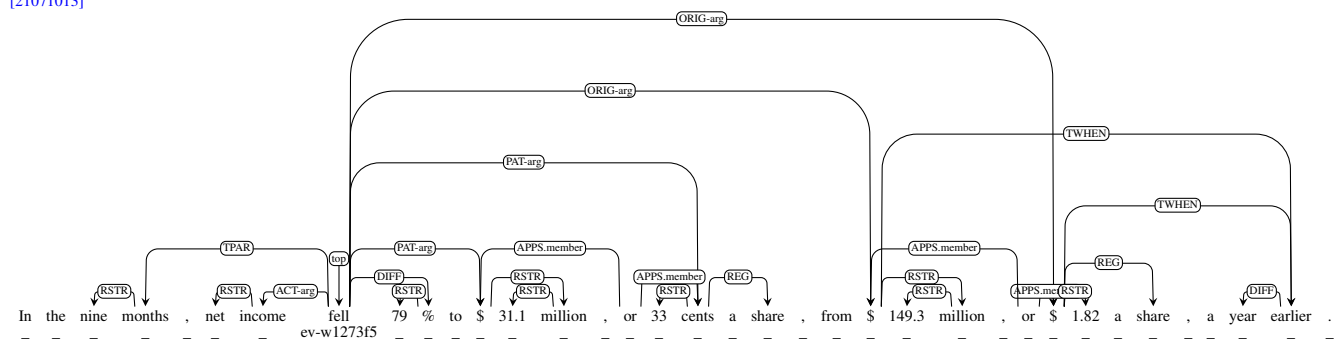 [21071013]
ORIG-arg
ORIG-arg
TWHEN
PAT-arg
TWHEN
TPAR top PAT-arg APPS.member APPS.member
DIFF RSTR APPS.member REG RSTR REG
RSTR RSTR ACT-arg RSTR RSTR RSTR RSTR RSTR DIFF
In the nine months , net income fell 79 % to $ 31.1 million , or 33 cents a share , from $ 149.3 million , or $ 1.82 a share , a year earlier .
_ _ _ _ _ _ _ ev-w1273f5 _ _ _ _ _ _ _ _ _ _ _ _ _ _ _ _ _ _ _ _ _ _ _ _ _ _ _ _